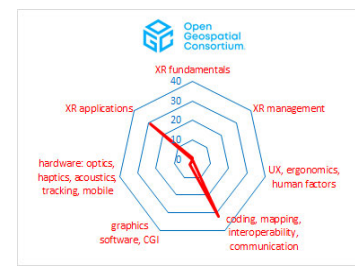 Open
Geospatial
Consortium.
XR fundamentals
40
30
20
10
0
XR applications
XR management
hardware: optics,
haptics, acoustics,
tracking, mobile
UX, ergonomics,
human factors
graphics
software, CGI
coding, mapping,
interoperability,
communication